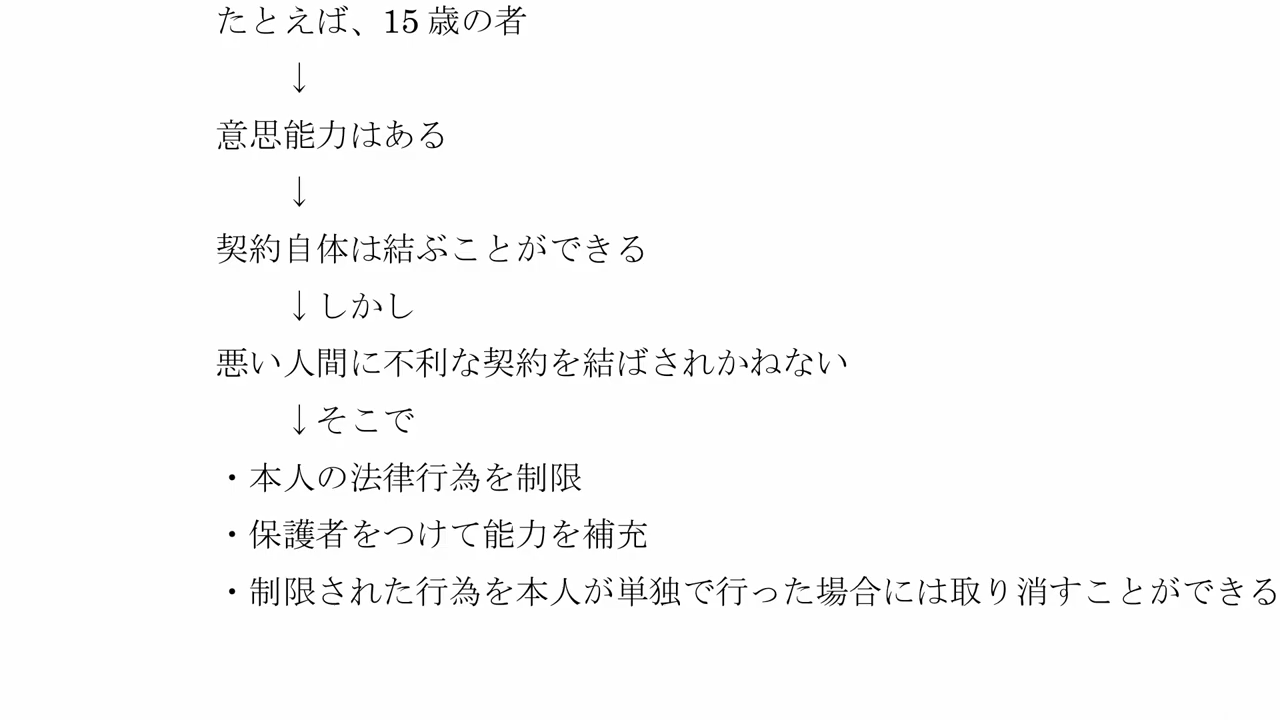 たとえば、15 歳の者
↓
意思能力はある
↓
契約自体は結ぶことができる
↓しかし
悪い人間に不利な契約を結ばされかねない
↓そこで
・本人の法律行為を制限
・保護者をつけて能力を補充
・制限された行為を本人が単独で行った場合には取り消すことができる